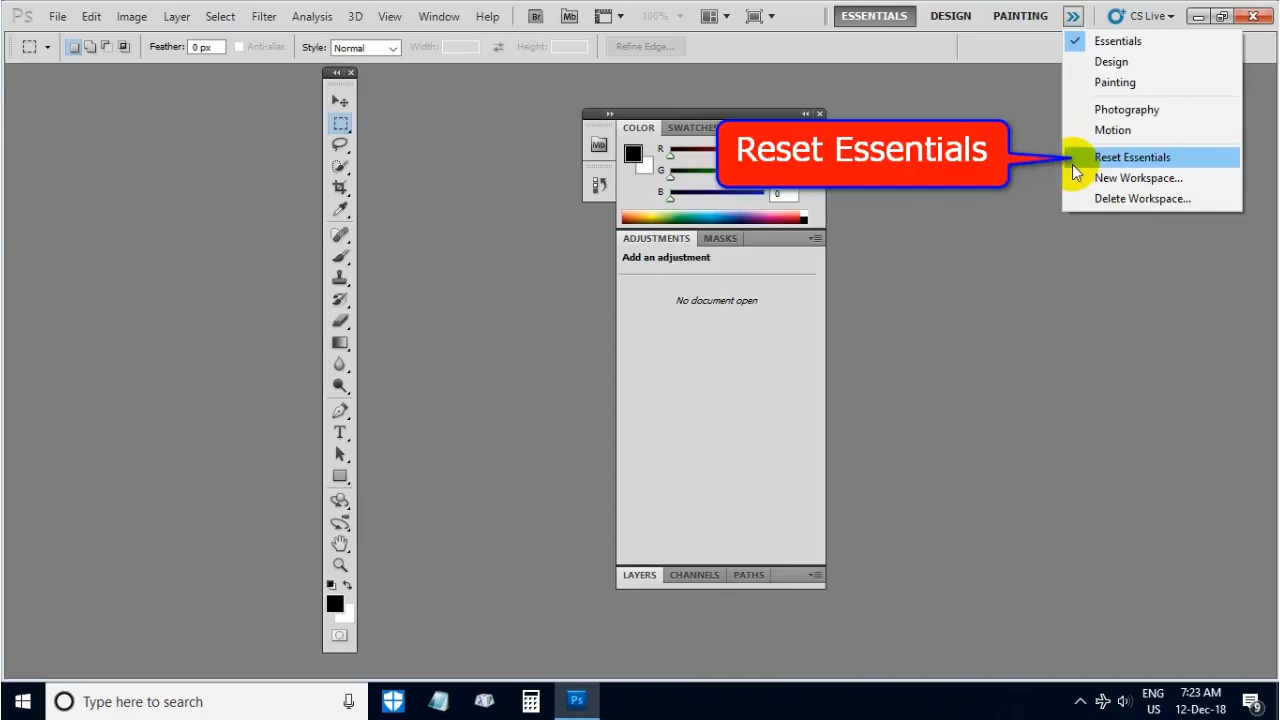 Ps File Edit Image Layer Select Filter Analysis 3D View Window Help Br Mb 100% ESSENTIALS DESIGN PAINTING CS Live
Feather: 0 px Anti-alias Style: Normal Width: Height: Refine Edge...
Essentials
Design
Painting
Photography
Motion
Reset Essentials
New Workspace...
Delete Workspace...
Reset Essentials
COLOR SWATCHES
Mb
R
G
B 0
ADJUSTMENTS MASKS
Add an adjustment
No document open
LAYERS CHANNELS PATHS
T
Type here to search
Ps
ENG
US
7:23 AM
12-Dec-18
9